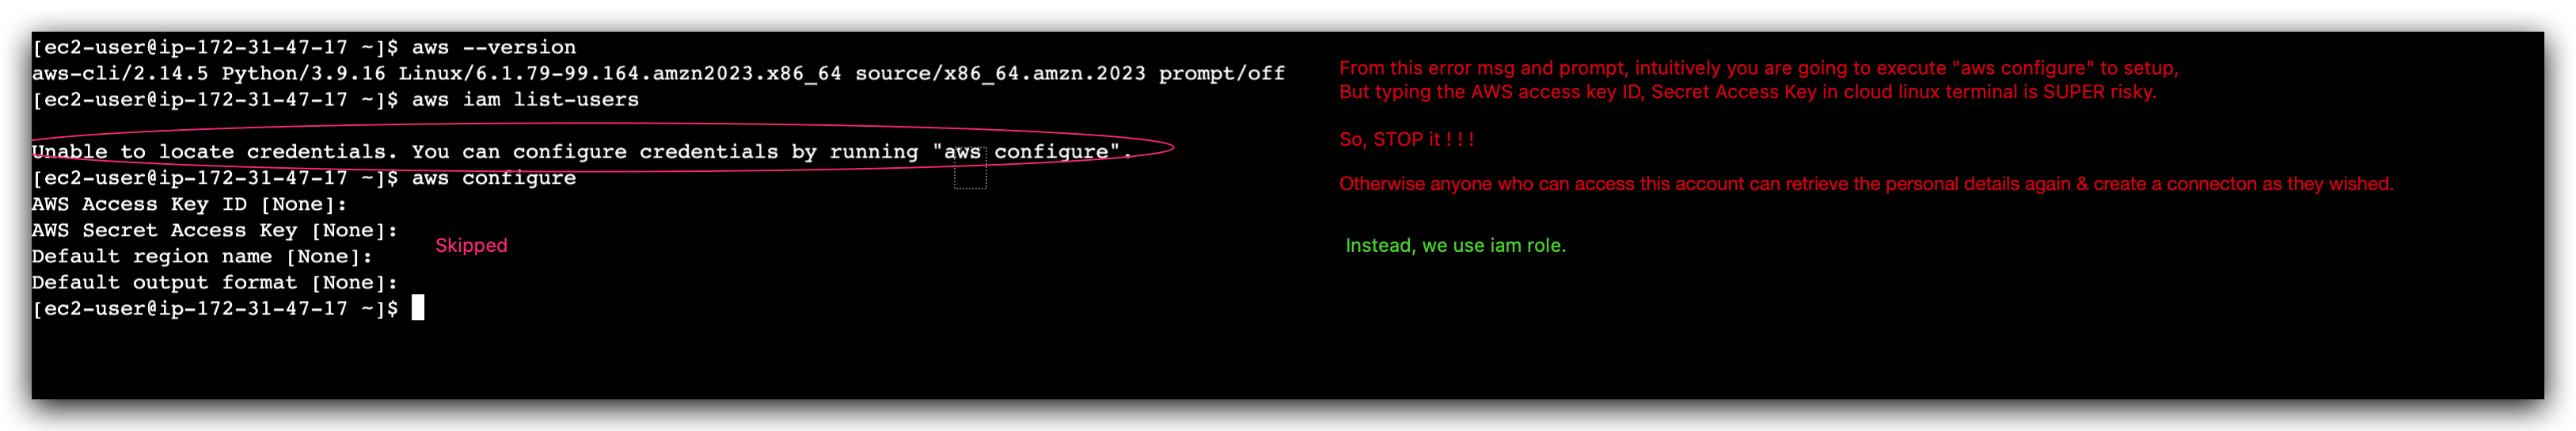 [ec2-user@ip-172-31-47-17 ~]$ aws --version
aws-cli/2.14.5 Python/3.9.16 Linux/6.1.79-99.164.amzn2023.x86_64 source/x86_64.amzn.2023 prompt/off
[ec2-user@ip-172-31-47-17 ~]$ aws iam list-users
Unable to locate credentials. You can configure credentials by running "aws configure".
[ec2-user@ip-172-31-47-17 ~]$ aws configure
AWS Access Key ID [None]:
AWS Secret Access Key [None]:
Default region name [None]:
Default output format [None]:
[ec2-user@ip-172-31-47-17 ~]$
Skipped
From this error msg and prompt, intuitively you are going to execute "aws configure" to setup,
But typing the AWS access key ID, Secret Access Key in cloud linux terminal is SUPER risky.
So, STOP it ! ! !
Otherwise anyone who can access this account can retrieve the personal details again & create a connecton as they wished.
Instead, we use iam role.